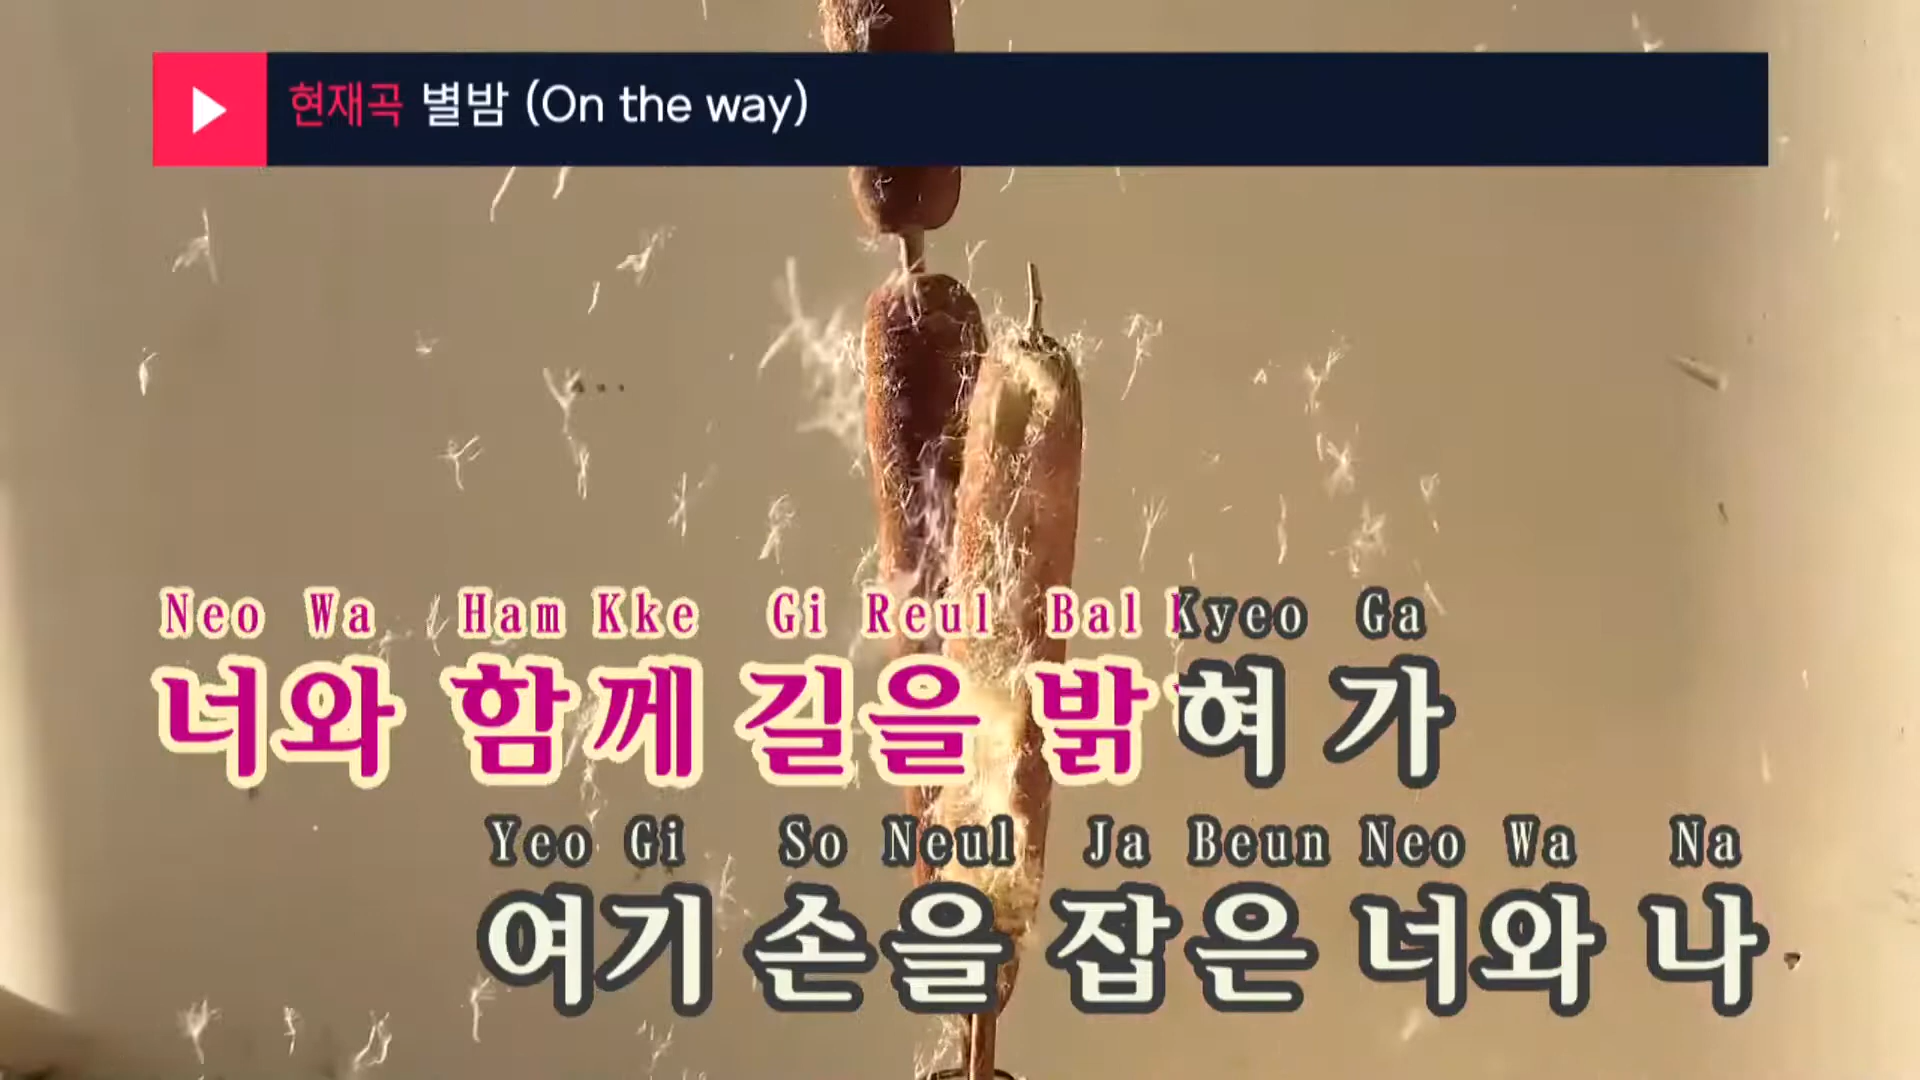 현재곡 별밤 (On the way)
Neo Wa Ham Kke Gi Reul Bal Kyeo Ga
너와 함께 길을 밝혀 가
Yeo Gi So Neul Ja Beun Neo Wa Na
여기 손을 잡은 너와 나